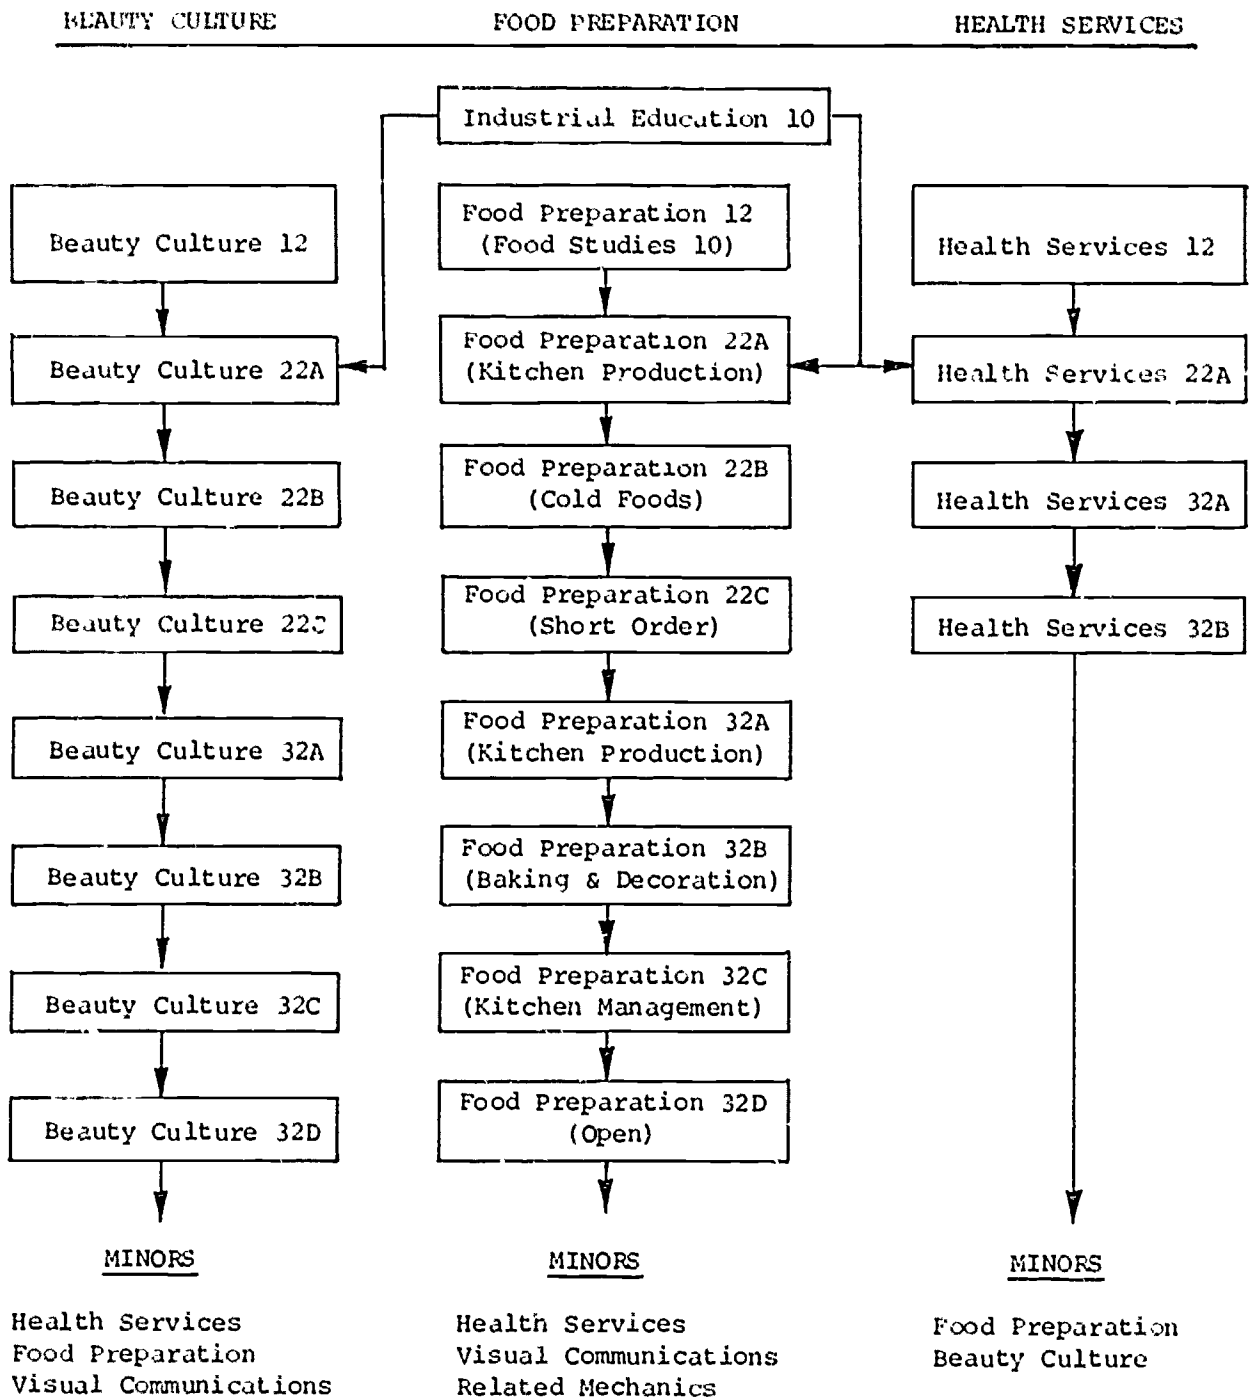 BEAUTY CULTURE
FOOD PREPARATION
HEALTH SERVICES
Industrial Education 10
Beauty Culture 12
Beauty Culture 22A
Beauty Culture 22B
Beauty Culture 22C
Beauty Culture 32A
Beauty Culture 32B
Beauty Culture 32C
Beauty Culture 32D
MINORS
Health Services
Food Preparation
Visual Communications
Food Preparation 12
(Food Studies 10)
Food Preparation 22A
(Kitchen Production)
Food Preparation 22B
(Cold Foods)
Food Preparation 22C
(Short Order)
Food Preparation 32A
(Kitchen Production)
Food Preparation 32B
(Baking & Decoration)
Food Preparation 32C
(Kitchen Management)
Food Preparation 32D
(Open)
MINORS
Health Services
Visual Communications
Related Mechanics
Health Services 12
Health Services 22A
Health Services 32A
Health Services 32B
MINORS
Food Preparation
Beauty Culture